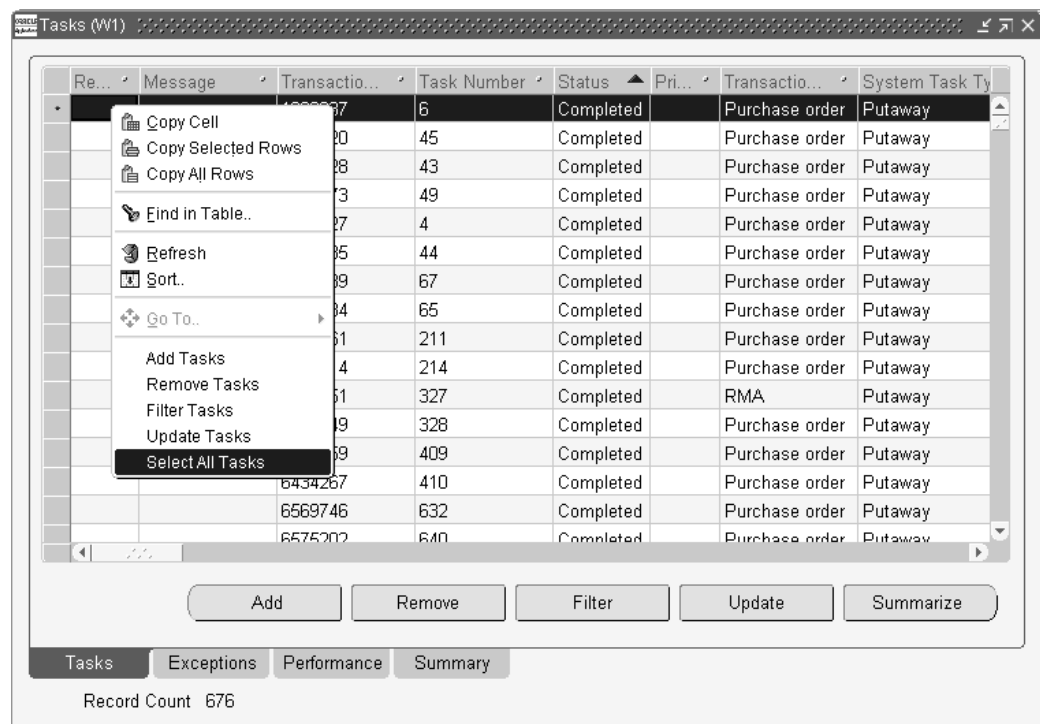 Tasks (W1)
Re... Message Transactio... Task Number Status Pri... Transactio... System Task Ty
6 Completed Purchase order Putaway
Copy Cell
45 Completed Purchase order Putaway
Copy Selected Rows
43 Completed Purchase order Putaway
Copy All Rows
49 Completed Purchase order Putaway
Find in Table..
4 Completed Purchase order Putaway
Refresh
44 Completed Purchase order Putaway
Sort..
67 Completed Purchase order Putaway
Go To..
65 Completed Purchase order Putaway
211 Completed Purchase order Putaway
Add Tasks
214 Completed Purchase order Putaway
Remove Tasks
327 Completed RMA Putaway
Filter Tasks
328 Completed Purchase order Putaway
Update Tasks
409 Completed Purchase order Putaway
Select All Tasks
6434267 410 Completed Purchase order Putaway
6569746 632 Completed Purchase order Putaway
6575202 640 Completed Purchase order Putaway
Add Remove Filter Update Summarize
Tasks Exceptions Performance Summary
Record Count 676